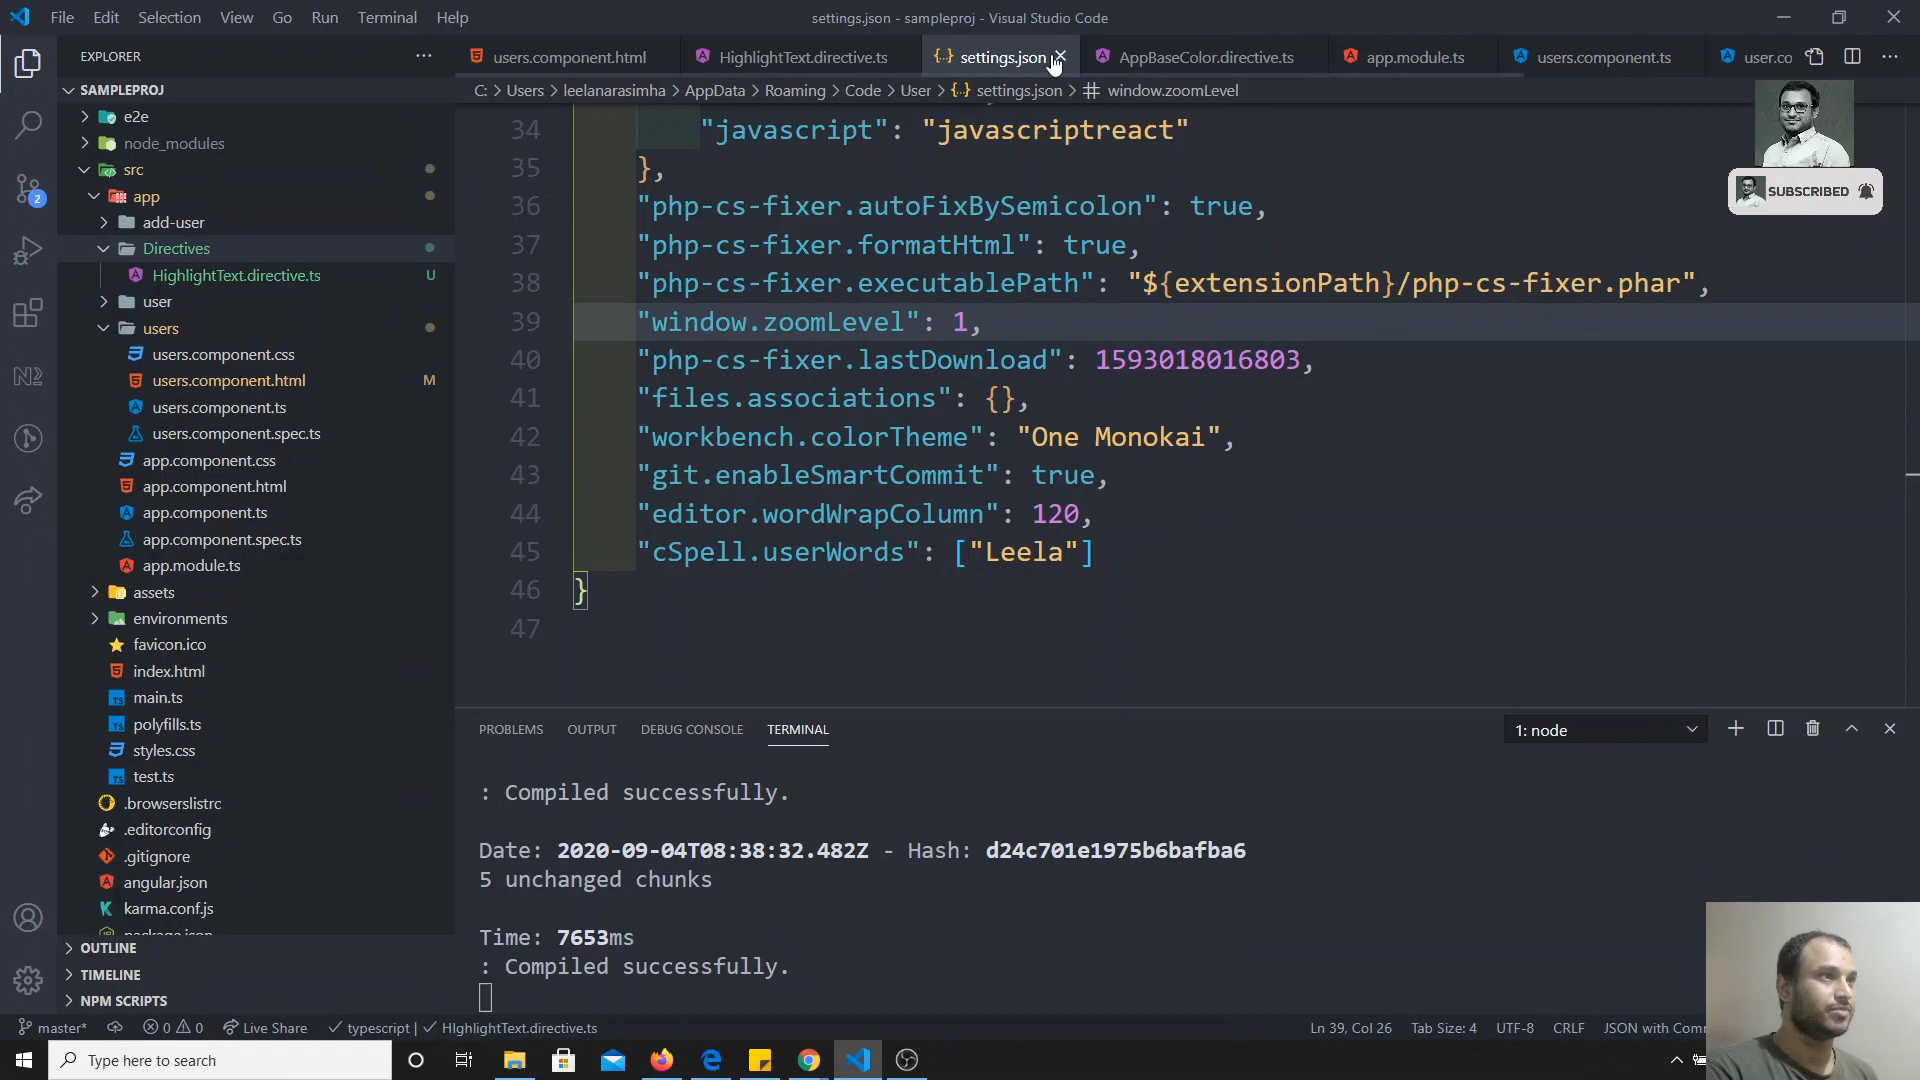 File Edit Selection View Go Run Terminal Help
settings.json - sampleproj - Visual Studio Code
EXPLORER
users.component.html
HighlightText.directive.ts
settings.json
AppBaseColor.directive.ts
app.module.ts
users.component.ts
user.co
C: > Users > leelanarasimha > AppData > Roaming > Code > User > {..} settings.json > # window.zoomLevel
SAMPLEPROJ
e2e
node_modules
src
app
add-user
Directives
HighlightText.directive.ts U
user
users
users.component.css
users.component.html M
users.component.ts
users.component.spec.ts
app.component.css
app.component.html
app.component.ts
app.component.spec.ts
app.module.ts
assets
environments
favicon.ico
index.html
main.ts
polyfills.ts
styles.css
test.ts
.browserslistrc
.editorconfig
.gitignore
angular.json
karma.conf.js
package.json
OUTLINE
TIMELINE
NPM SCRIPTS
2
34 "javascript": "javascriptreact"
35 },
36 "php-cs-fixer.autoFixBySemicolon": true,
37 "php-cs-fixer.formatHtml": true,
38 "php-cs-fixer.executablePath": "${extensionPath}/php-cs-fixer.phar",
39 "window.zoomLevel": 1,
40 "php-cs-fixer.lastDownload": 1593018016803,
41 "files.associations": {},
42 "workbench.colorTheme": "One Monokai",
43 "git.enableSmartCommit": true,
44 "editor.wordWrapColumn": 120,
45 "cSpell.userWords": ["Leela"]
46 }
47
SUBSCRIBED
PROBLEMS OUTPUT DEBUG CONSOLE TERMINAL
1: node
: Compiled successfully.
Date: 2020-09-04T08:38:32.482Z - Hash: d24c701e1975b6bafba6
5 unchanged chunks
Time: 7653ms
: Compiled successfully.
master* 0 0 Live Share typescript | HIghlightText.directive.ts
Ln 39, Col 26 Tab Size: 4 UTF-8 CRLF JSON with Com
Type here to search